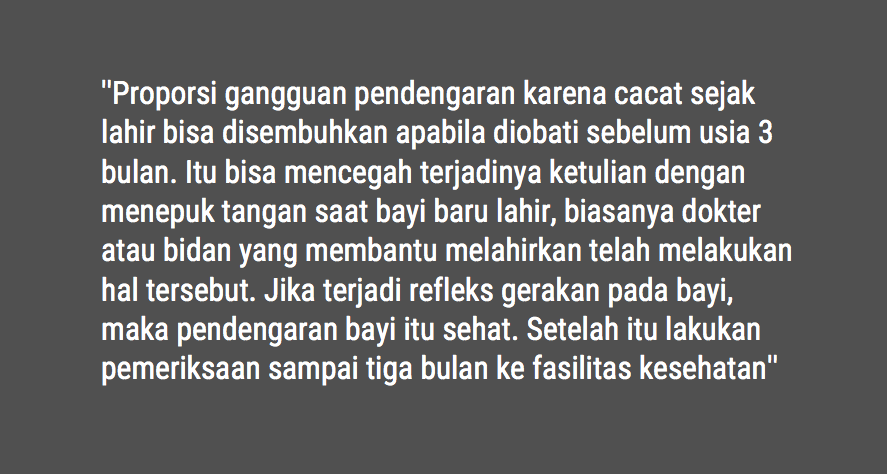 "Proporsi gangguan pendengaran karena cacat sejak
lahir bisa disembuhkan apabila diobati sebelum usia 3
bulan. Itu bisa mencegah terjadinya ketulian dengan
menepuk tangan saat bayi baru lahir, biasanya dokter
atau bidan yang membantu melahirkan telah melakukan
hal tersebut. Jika terjadi refleks gerakan pada bayi,
maka pendengaran bayi itu sehat. Setelah itu lakukan
pemeriksaan sampai tiga bulan ke fasilitas kesehatan"